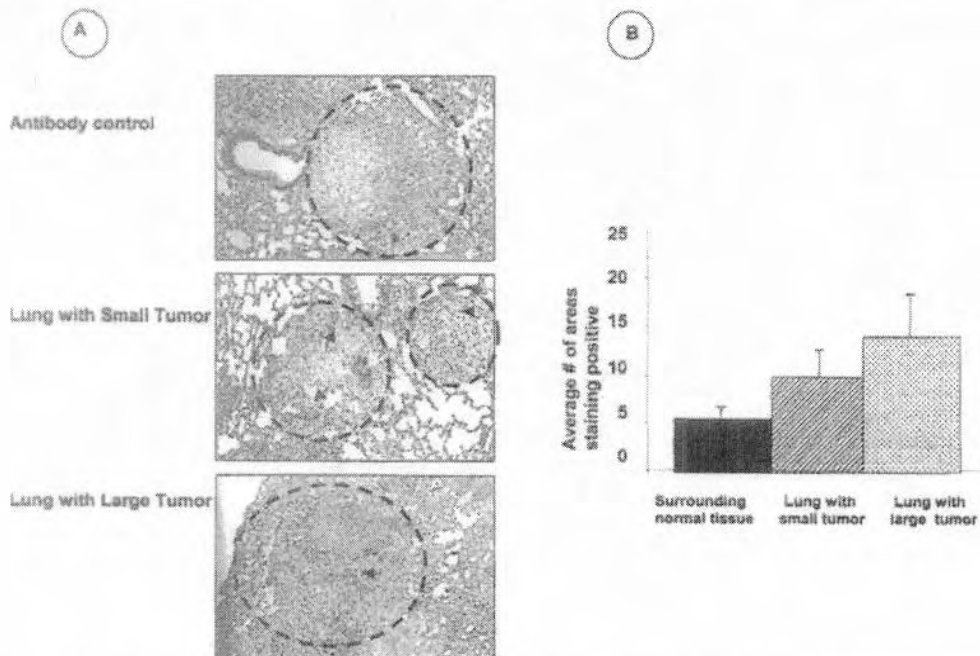 A
B
Antibody control
Lung with Small Tumor
Lung with Large Tumor
Average # of areas
staining positive
25
20
15
10
5
0
Surrounding
normal tissue
Lung with
small tumor
Lung with
large tumor